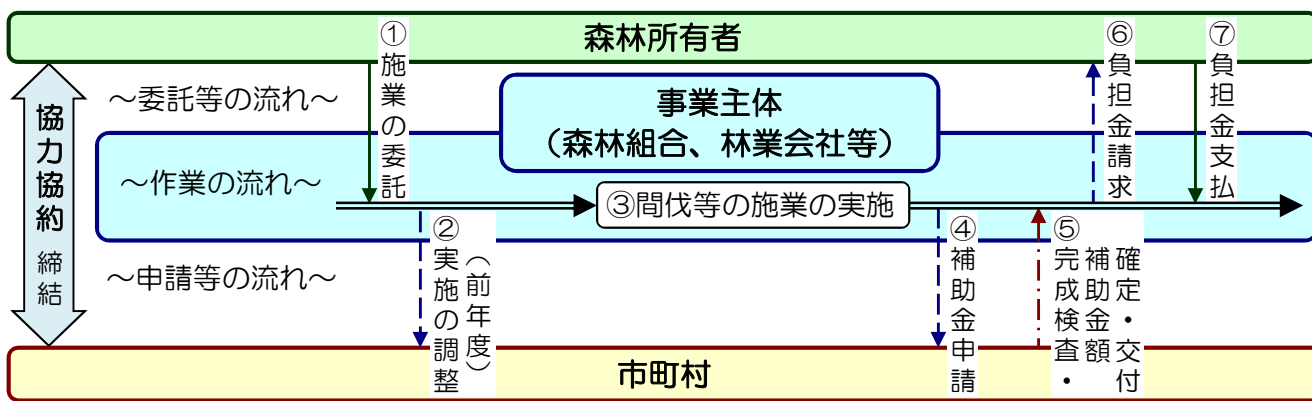 森林所有者
①施業の委託
⑥負担金請求
⑦負担金支払
～委託等の流れ～
事業主体
（森林組合、林業会社等）
協力協約 締結
～作業の流れ～
③間伐等の施業の実施
②実施の調整
（前年度）
④補助金申請
⑤完成検査・
補助金額
確定・交付
～申請等の流れ～
市町村